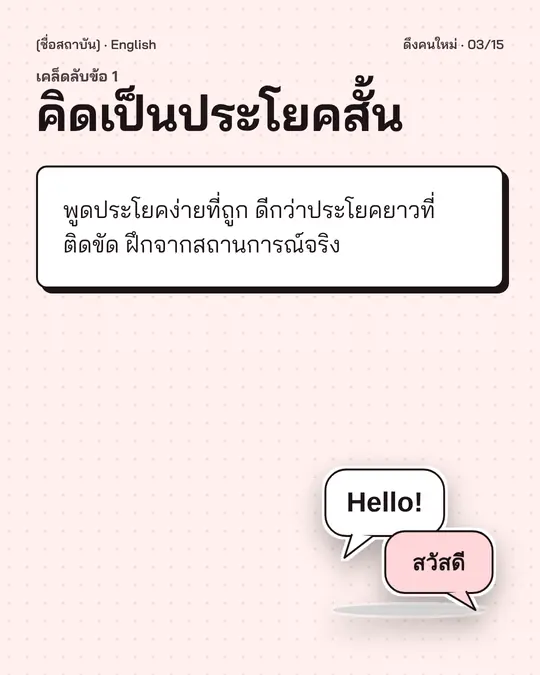 (ชื่อสถาบัน) · English
ดึงคนใหม่ · 03/15
เคล็ดลับข้อ 1
คิดเป็นประโยคสั้น
พูดประโยคง่ายที่ถูก ดีกว่าประโยคยาวที่
ติดขัด ฝึกจากสถานการณ์จริง
Hello!
สวัสดี